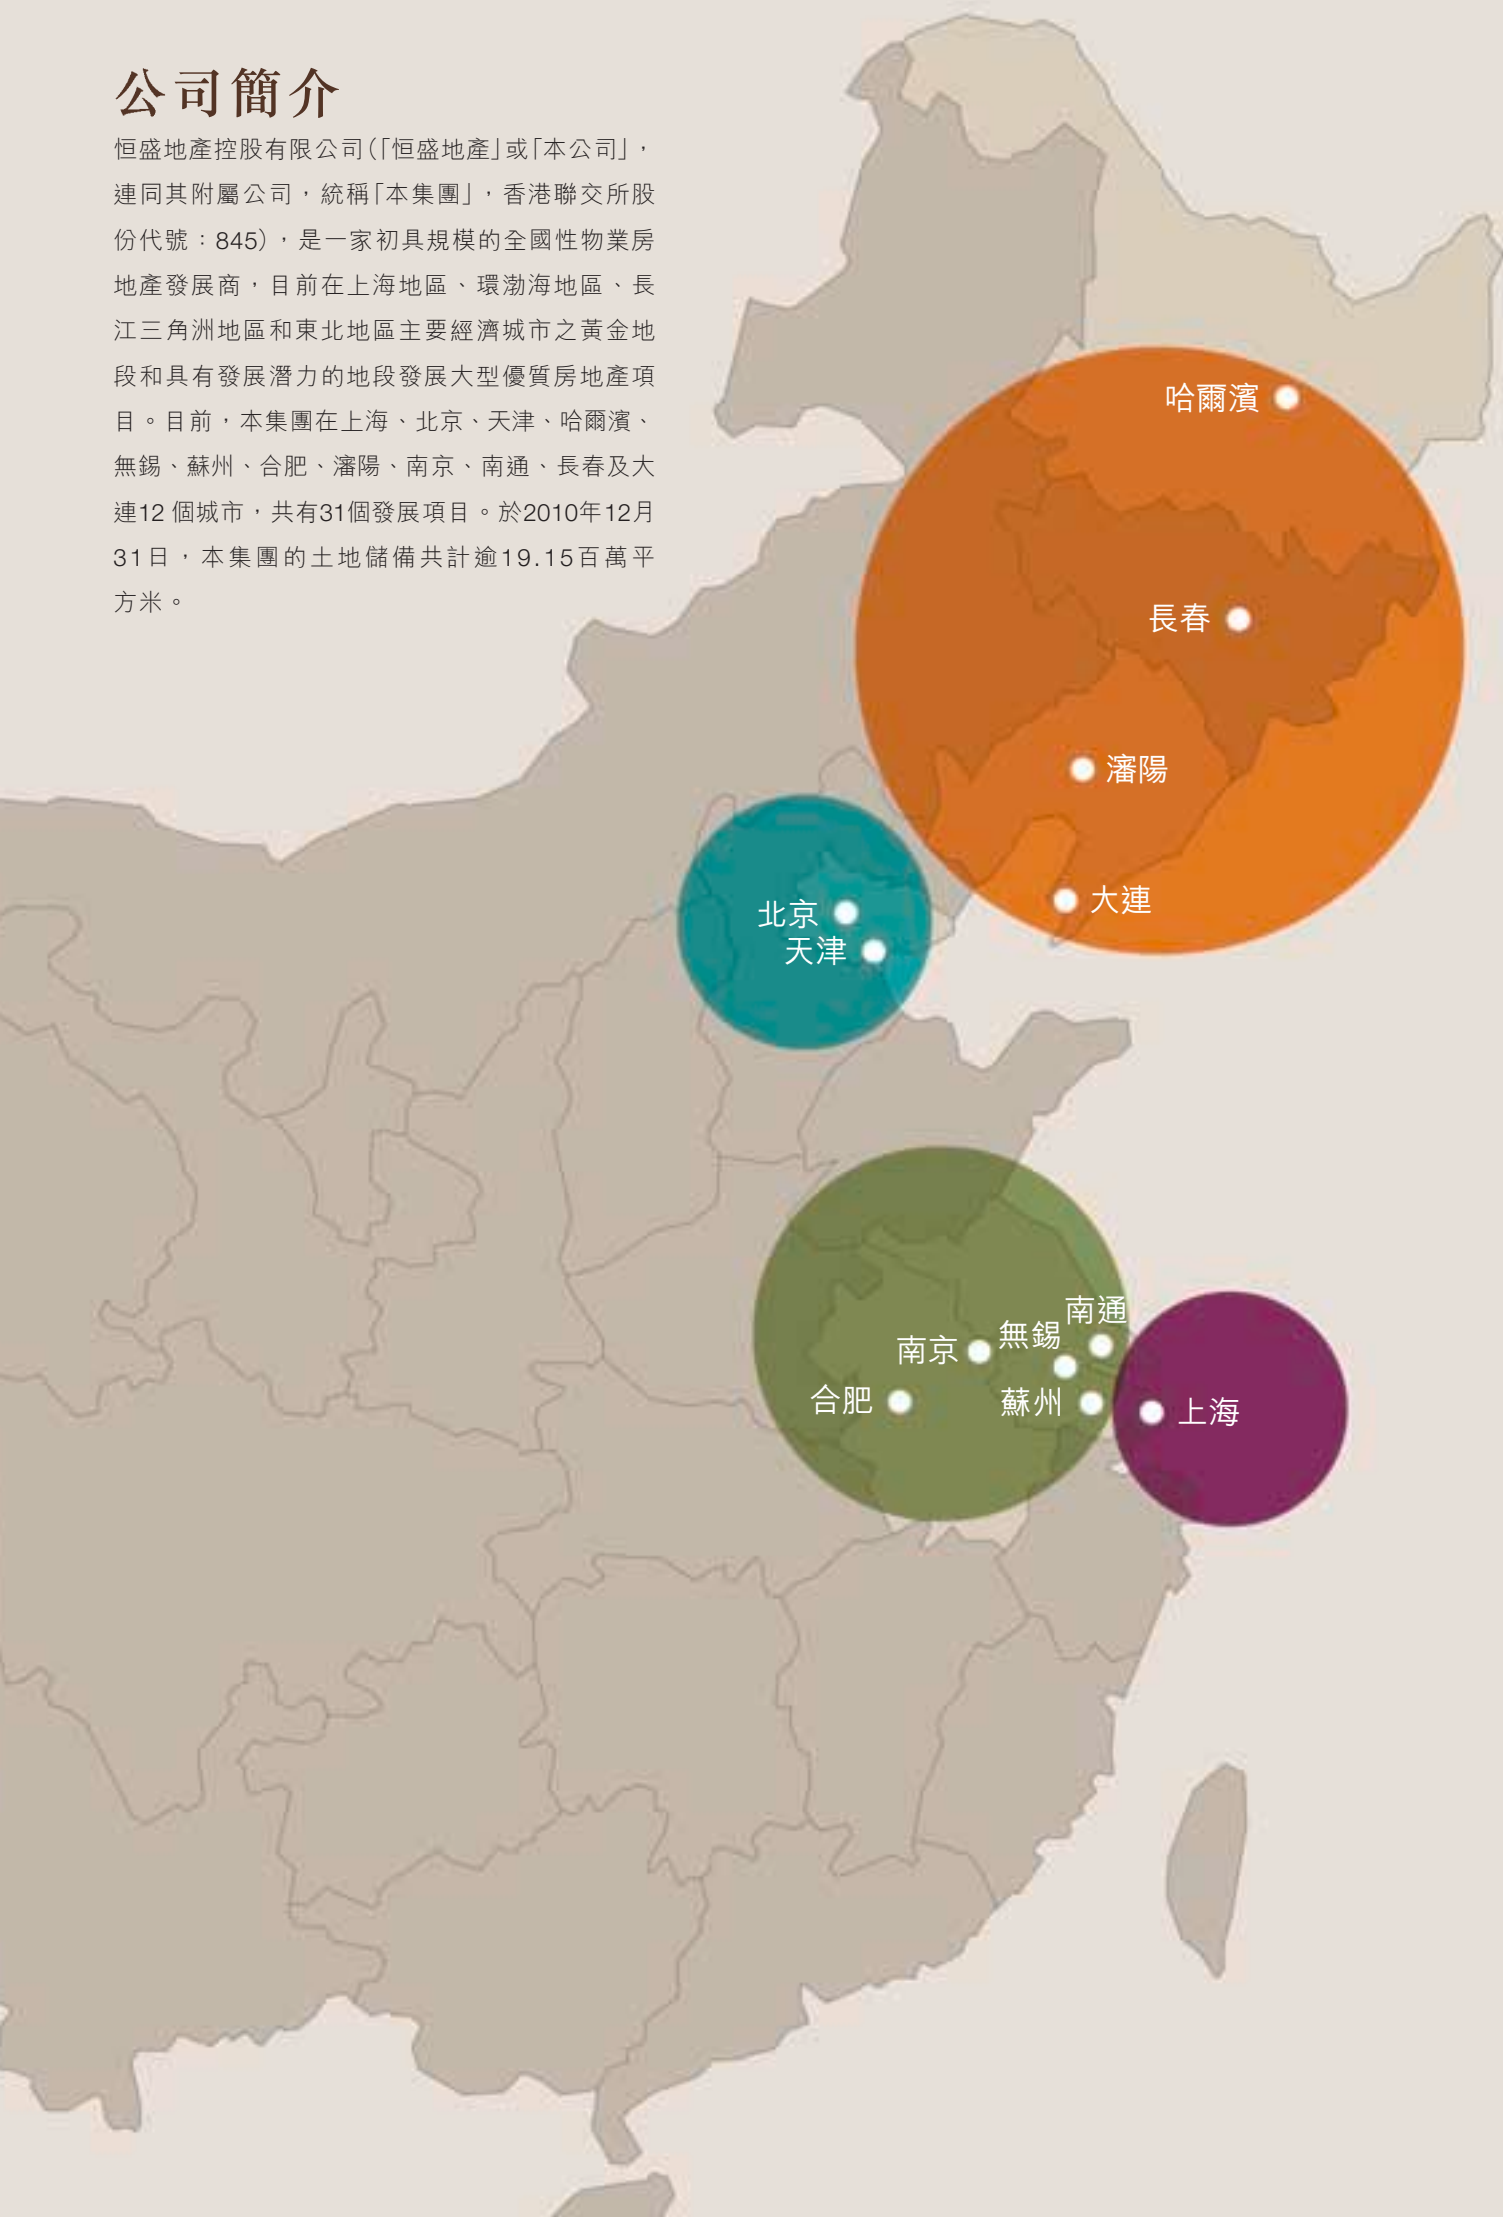 公司簡介
恒盛地產控股有限公司（「恒盛地產」或「本公司」，
連同其附屬公司，統稱「本集團」，香港聯交所股
份代號：845），是一家初具規模的全國性物業房
地產發展商，目前在上海地區、環渤海地區、長
江三角洲地區和東北地區主要經濟城市之黃金地
段和具有發展潛力的地段發展大型優質房地產項
目。目前，本集團在上海、北京、天津、哈爾濱、
無錫、蘇州、合肥、瀋陽、南京、南通、長春及大
連12 個城市，共有31個發展項目。於2010年12月
31日，本集團的土地儲備共計逾19.15百萬平
方米。
哈爾濱
長春
瀋陽
大連
北京
天津
南通
無錫
南京
合肥
蘇州
上海